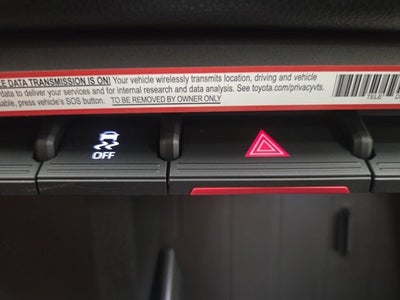 E DATA TRANSMISSION IS ON! Your vehicle wirelessly transmits location, driving and vehicle
data to deliver your services and for internal research and data analysis. See toyota.com/privacyvts.
sable, press vehicle's SOS button. TO BE REMOVED BY OWNER ONLY
TELE D
OFF